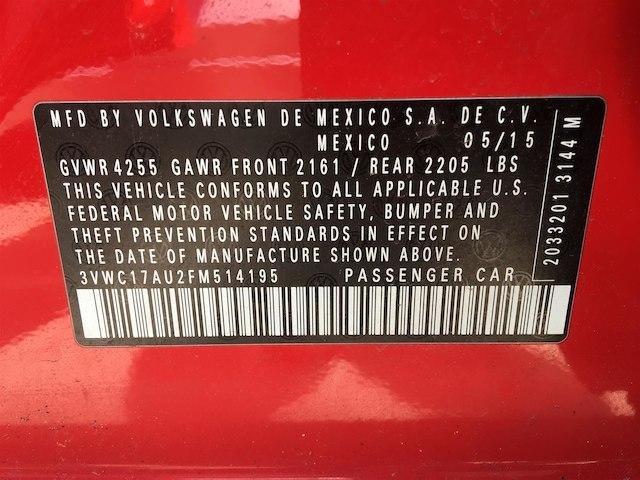 MFD BY VOLKSWAGEN DE MEXICO S.A. DE C.V.
MEXICO 05/15
GVWR 4255 GAWR FRONT 2161 / REAR 2205 LBS
THIS VEHICLE CONFORMS TO ALL APPLICABLE U.S.
FEDERAL MOTOR VEHICLE SAFETY, BUMPER AND
THEFT PREVENTION STANDARDS IN EFFECT ON
THE DATE OF MANUFACTURE SHOWN ABOVE.
3VWC17AU2FM514195 PASSENGER CAR
2033201 3144 M